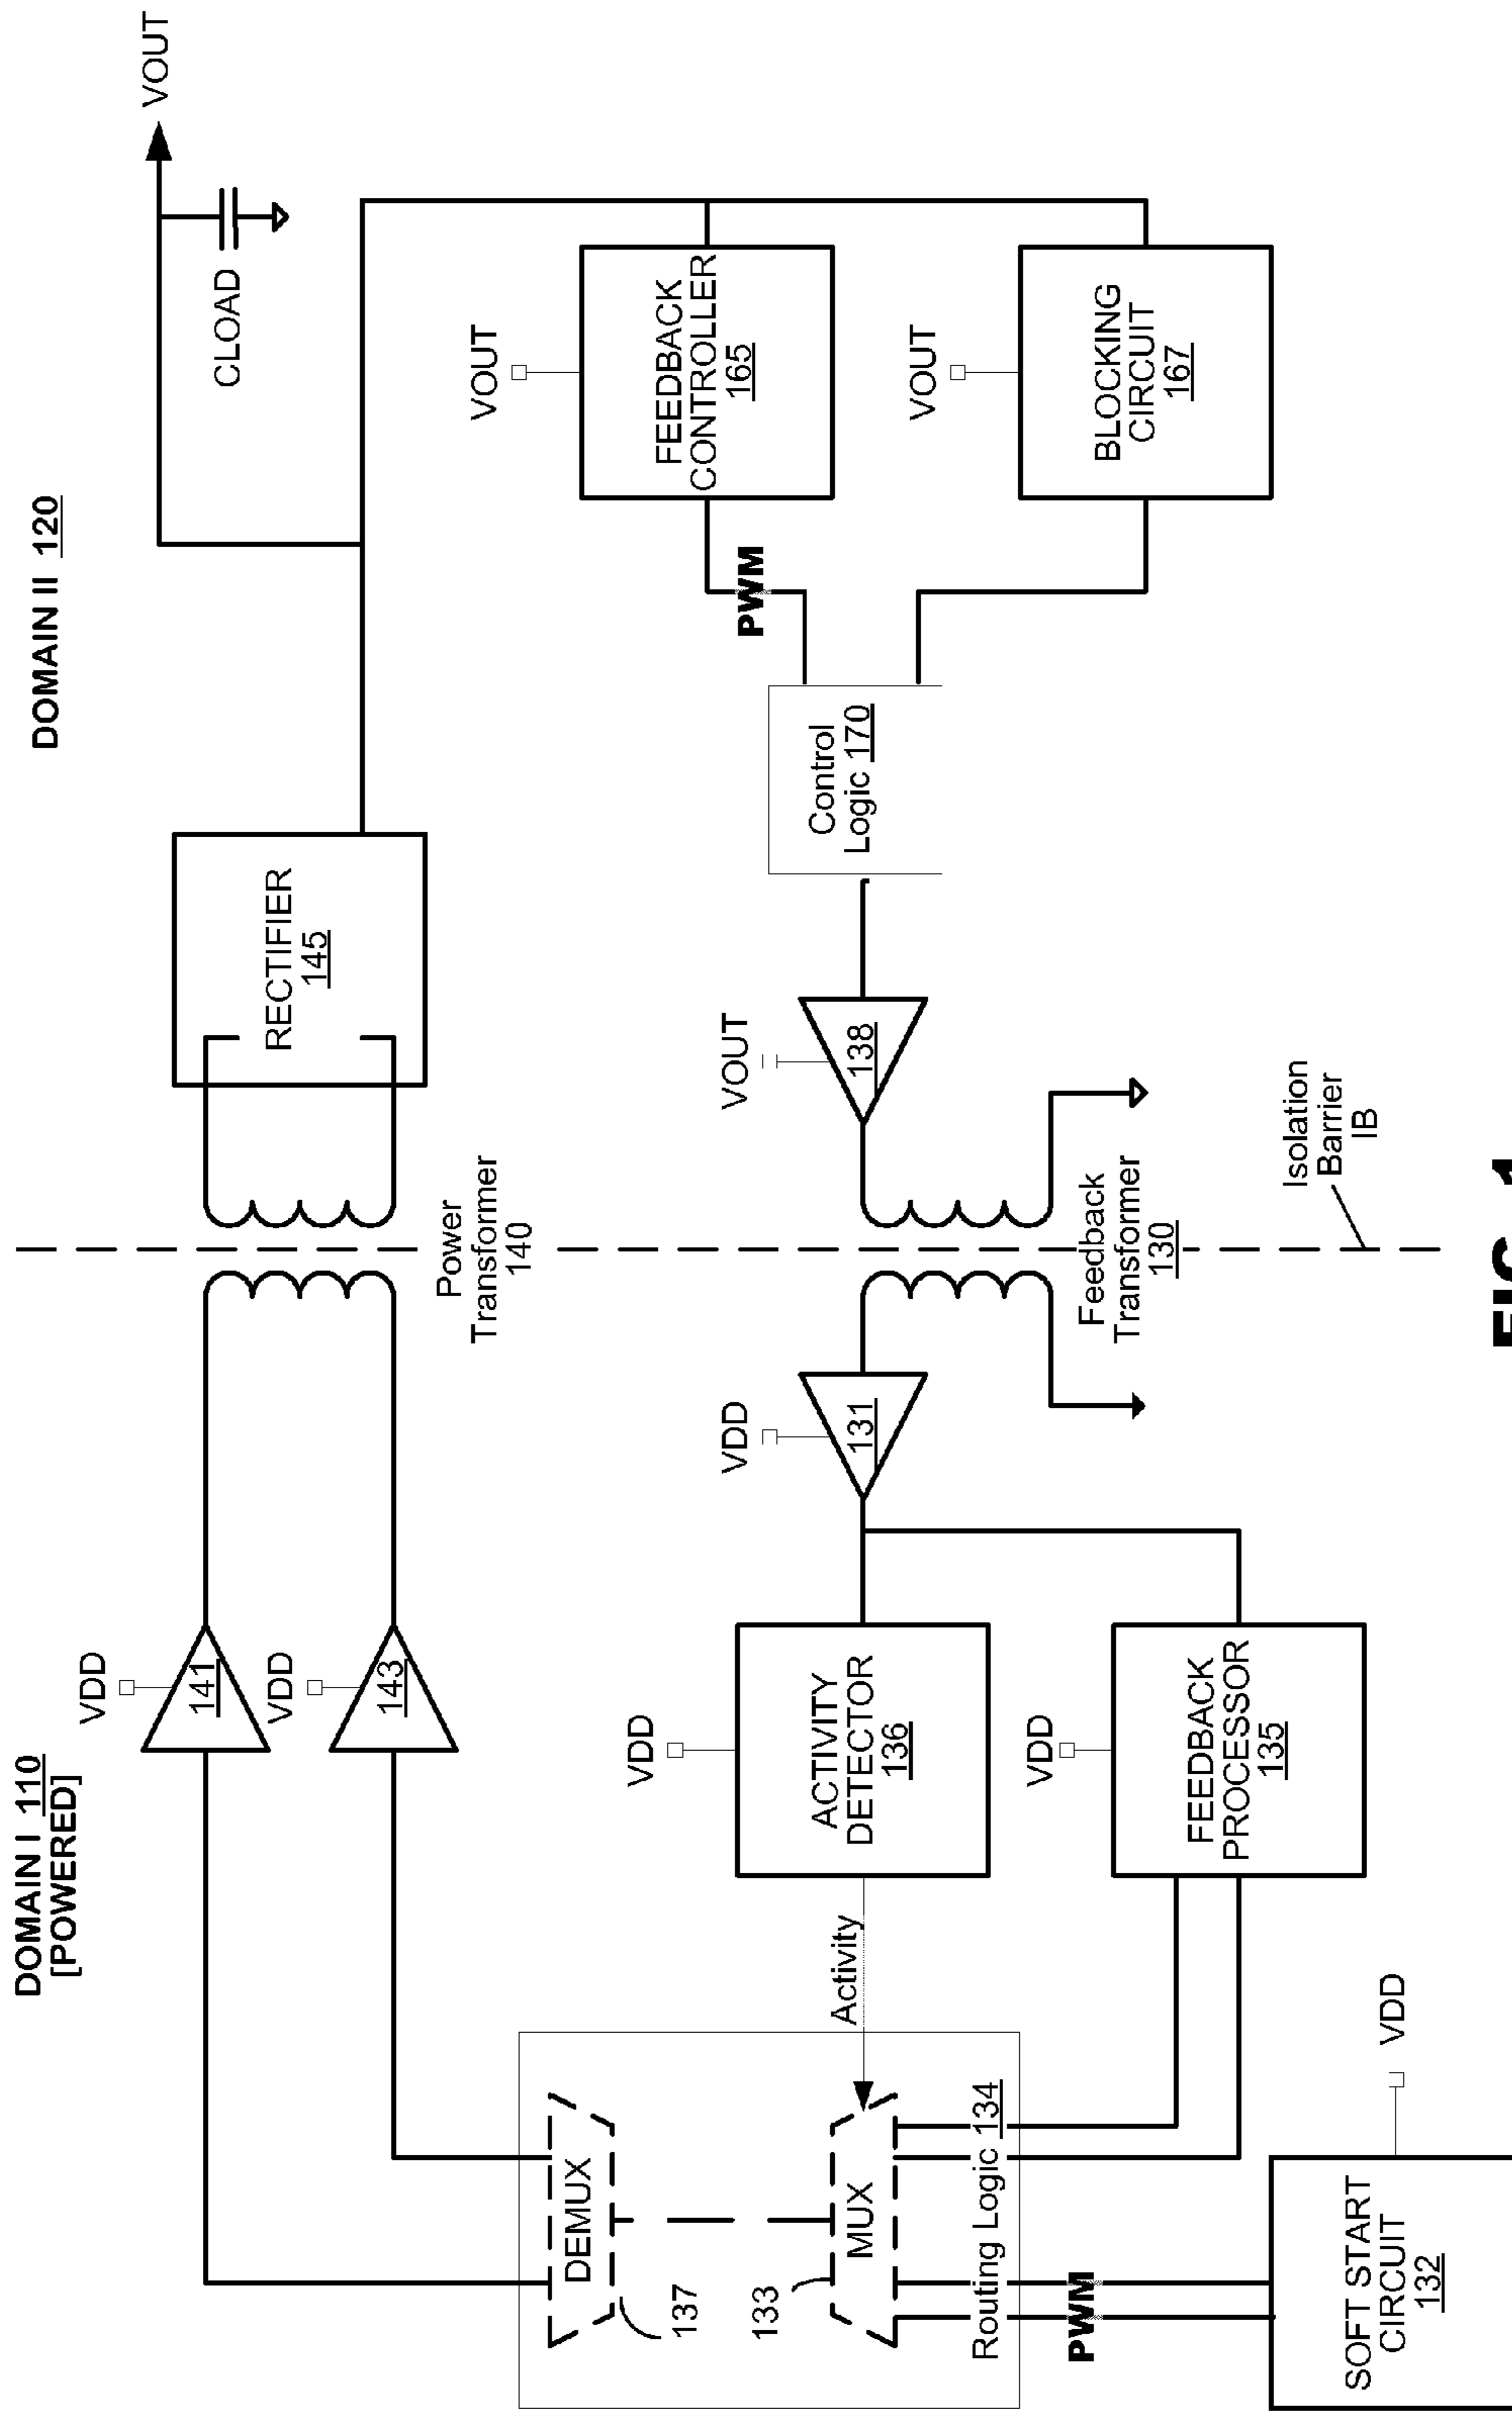 DOMAIN I 110
[POWERED]
DOMAIN II 120
VDD
141
VDD
143
Power
Transformer
140
RECTIFIER
145
VOUT
CLOAD
DEMUX
137
133
MUX
Routing Logic 134
Activity
VDD
ACTIVITY
DETECTOR
136
VDD
131
VOUT
138
Control
Logic 170
PWM
VOUT
FEEDBACK
CONTROLLER
165
VOUT
BLOCKING
CIRCUIT
167
VDD
FEEDBACK
PROCESSOR
135
Feedback
Transformer
130
Isolation
Barrier
IB
PWM
SOFT START
CIRCUIT
132
VDD